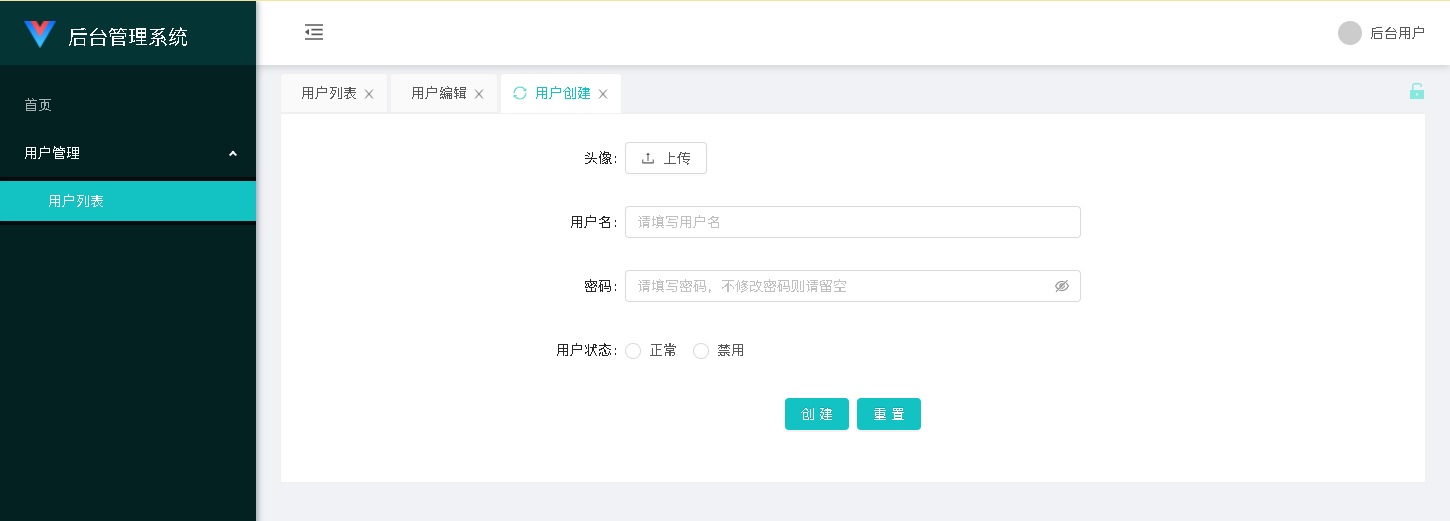 后台管理系统
后台用户
首页
用户管理
用户列表
用户列表 用户编辑 用户创建
头像: 上传
用户名: 请填写用户名
密码: 请填写密码，不修改密码则请留空
用户状态: 正常 禁用
创 建 重 置